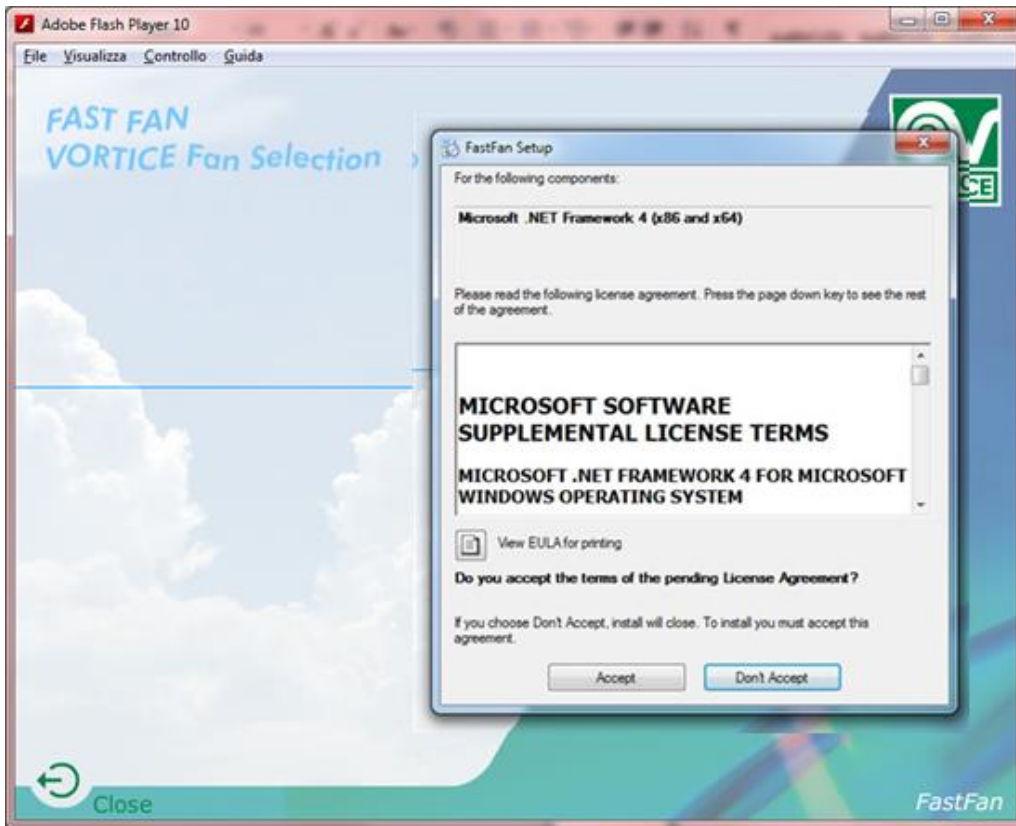 Adobe Flash Player 10
File Visualizza Controllo Guida
FAST FAN
VORTICE Fan Selection
FastFan Setup
For the following components:
Microsoft .NET Framework 4 (x86 and x64)
Please read the following license agreement. Press the page down key to see the rest
of the agreement.
MICROSOFT SOFTWARE
SUPPLEMENTAL LICENSE TERMS
MICROSOFT .NET FRAMEWORK 4 FOR MICROSOFT
WINDOWS OPERATING SYSTEM
View EULA for printing
Do you accept the terms of the pending License Agreement?
If you choose Don't Accept, install will close. To install you must accept this
agreement.
Accept Don't Accept
Close
FastFan